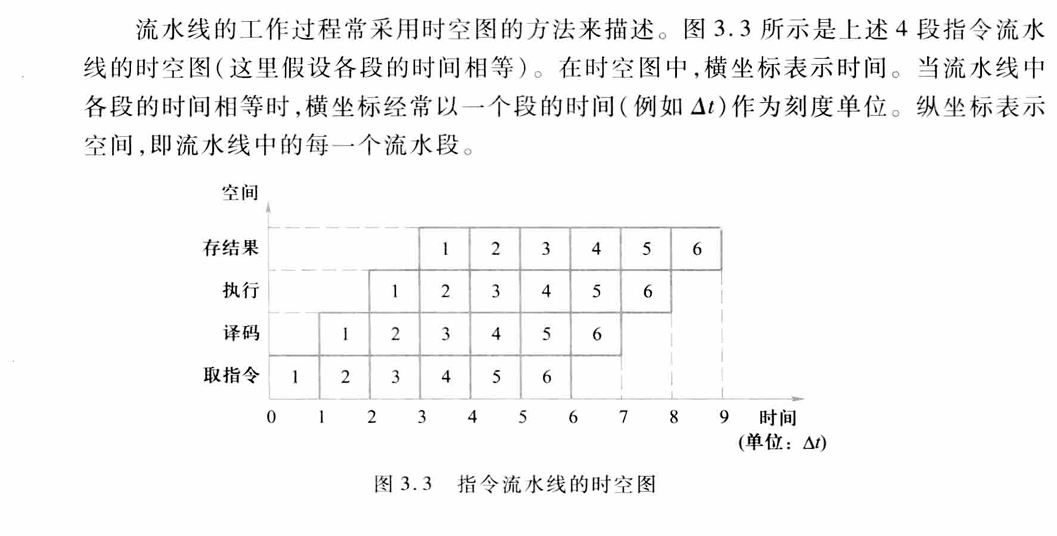 流水线的工作过程常采用时空图的方法来描述。图 3.3 所示是上述 4 段指令流水
线的时空图(这里假设各段的时间相等)。在时空图中,横坐标表示时间。当流水线中
各段的时间相等时,横坐标经常以一个段的时间(例如 Δt)作为刻度单位。纵坐标表示
空间,即流水线中的每一个流水段。
空间
存结果 1 2 3 4 5 6
执行 1 2 3 4 5 6
译码 1 2 3 4 5 6
取指令 1 2 3 4 5 6
0 1 2 3 4 5 6 7 8 9 时间
(单位：Δt)
图 3.3 指令流水线的时空图